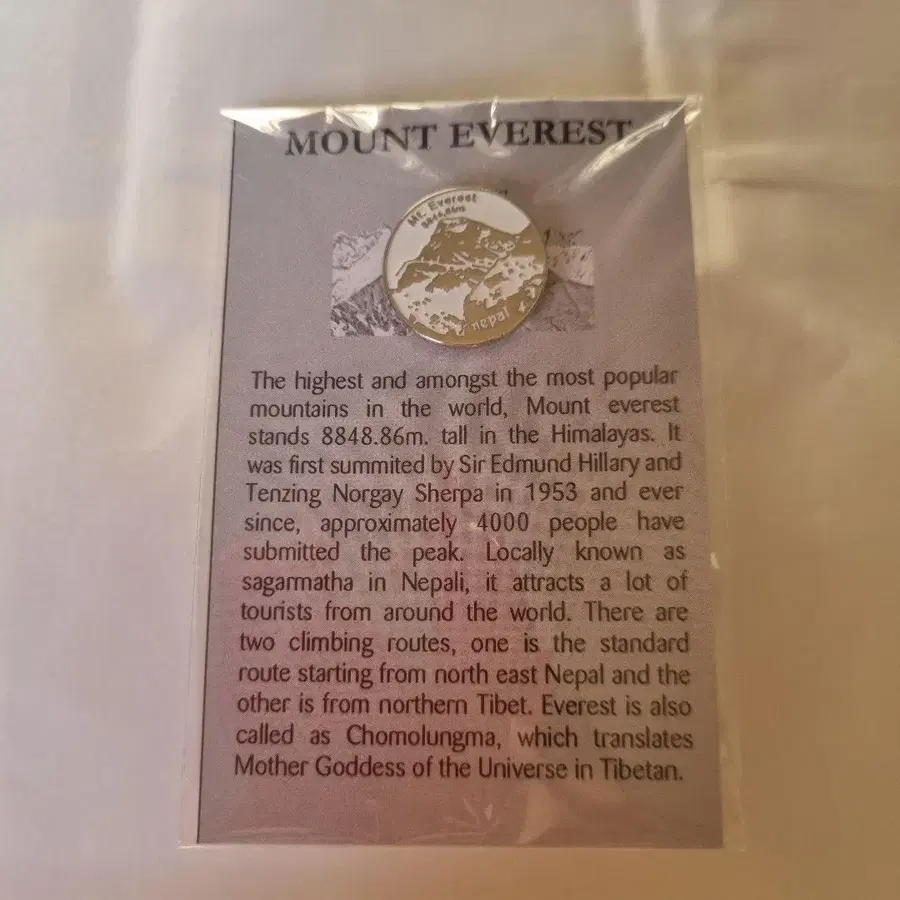 MOUNT EVEREST
Mt. Everest
8848.86m
nepal
The highest and amongst the most popular
mountains in the world, Mount everest
stands 8848.86m. tall in the Himalayas. It
was first summited by Sir Edmund Hillary and
Tenzing Norgay Sherpa in 1953 and ever
since, approximately 4000 people have
submitted the peak. Locally known as
sagarmatha in Nepali, it attracts a lot of
tourists from around the world. There are
two climbing routes, one is the standard
route starting from north east Nepal and the
other is from northern Tibet. Everest is also
called as Chomolungma, which translates
Mother Goddess of the Universe in Tibetan.